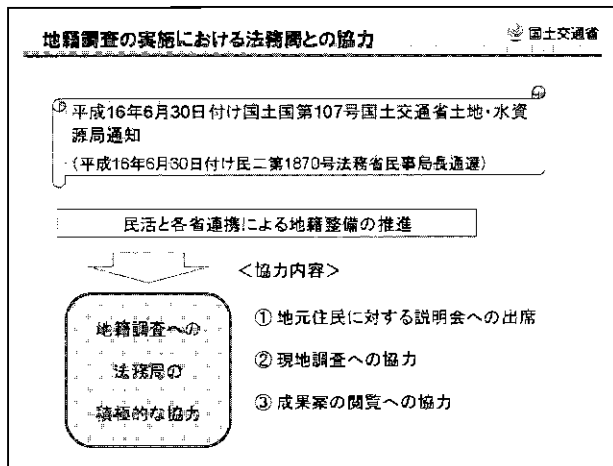 地籍調査の実施における法務局との協力
国土交通省
平成16年6月30日付け国土国第107号国土交通省土地・水資
源局通知
（平成16年6月30日付け民二第1870号法務省民事局長通達）
民活と各省連携による地籍整備の推進
＜協力内容＞
地籍調査への
法務局の
積極的な協力
① 地元住民に対する説明会への出席
② 現地調査への協力
③ 成果案の閲覧への協力